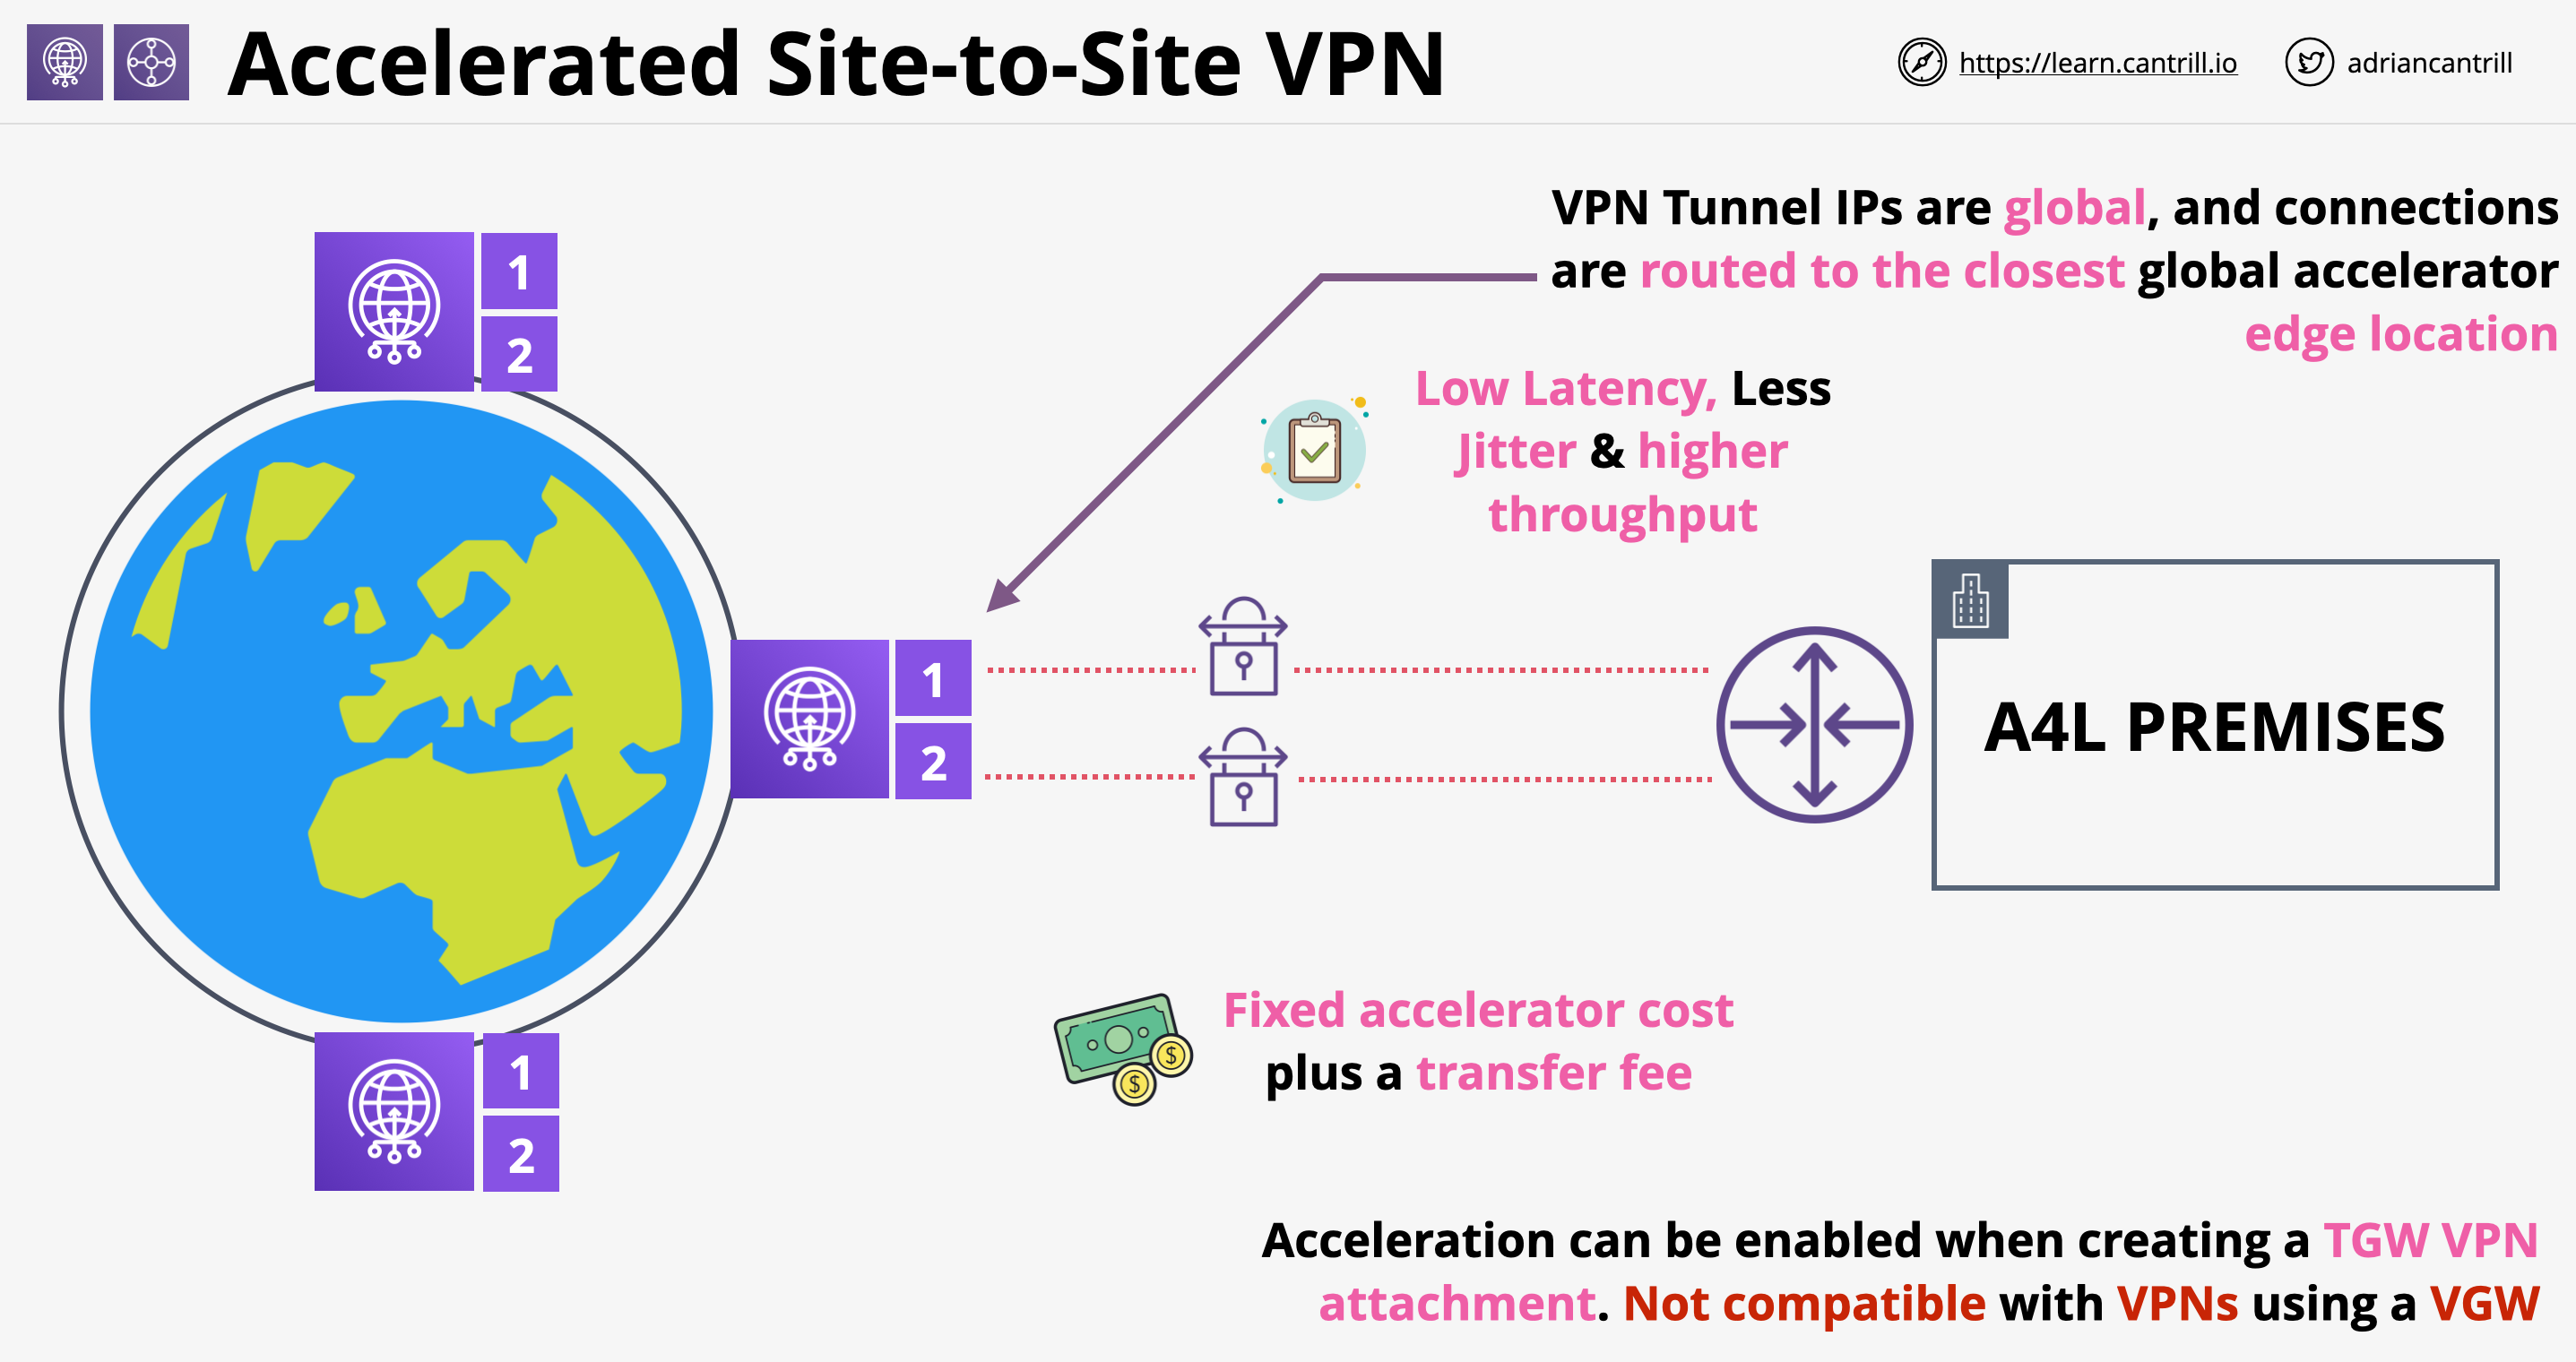 Accelerated Site-to-Site VPN
https://learn.cantrill.io
adriancantrill
VPN Tunnel IPs are global, and connections
are routed to the closest global accelerator
edge location
1
2
Low Latency, Less
Jitter & higher
throughput
1
2
A4L PREMISES
Fixed accelerator cost
plus a transfer fee
$
$
1
2
Acceleration can be enabled when creating a TGW VPN
attachment. Not compatible with VPNs using a VGW